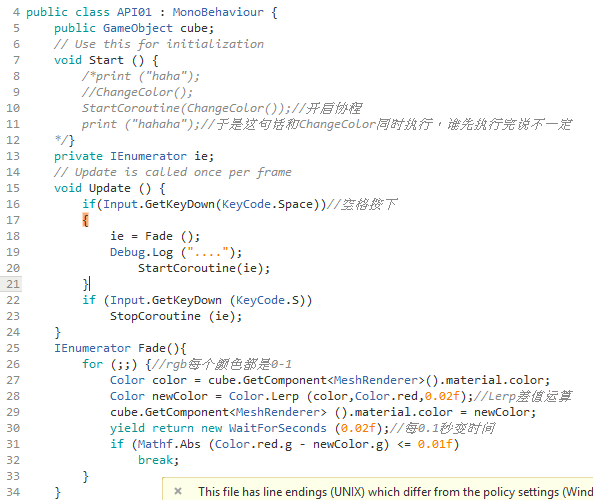 4 public class API01 : MonoBehaviour {
5     public GameObject cube;
6     // Use this for initialization
7     void Start () {
8         /*print ("haha");
9         //ChangeColor();
10         StartCoroutine(ChangeColor());//开启协程
11         print ("hahaha");//于是这句话和ChangeColor同时执行，谁先执行完说不一定
12     */}
13     private IEnumerator ie;
14     // Update is called once per frame
15     void Update () {
16         if(Input.GetKeyDown(KeyCode.Space))//空格按下
17         {
18             ie = Fade ();
19             Debug.Log ("....");
20                 StartCoroutine(ie);
21         }
22         if (Input.GetKeyDown (KeyCode.S))
23             StopCoroutine (ie);
24     }
25     IEnumerator Fade(){
26         for (;;) {//rgb每个颜色都是0-1
27             Color color = cube.GetComponent<MeshRenderer>().material.color;
28             Color newColor = Color.Lerp (color,Color.red,0.02f);//Lerp差值运算
29             cube.GetComponent<MeshRenderer> ().material.color = newColor;
30             yield return new WaitForSeconds (0.02f);//每0.1秒变时间
31             if (Mathf.Abs (Color.red.g - newColor.g) <= 0.01f)
32                 break;
33         }
34     }
This file has line endings (UNIX) which differ from the policy settings (Wind